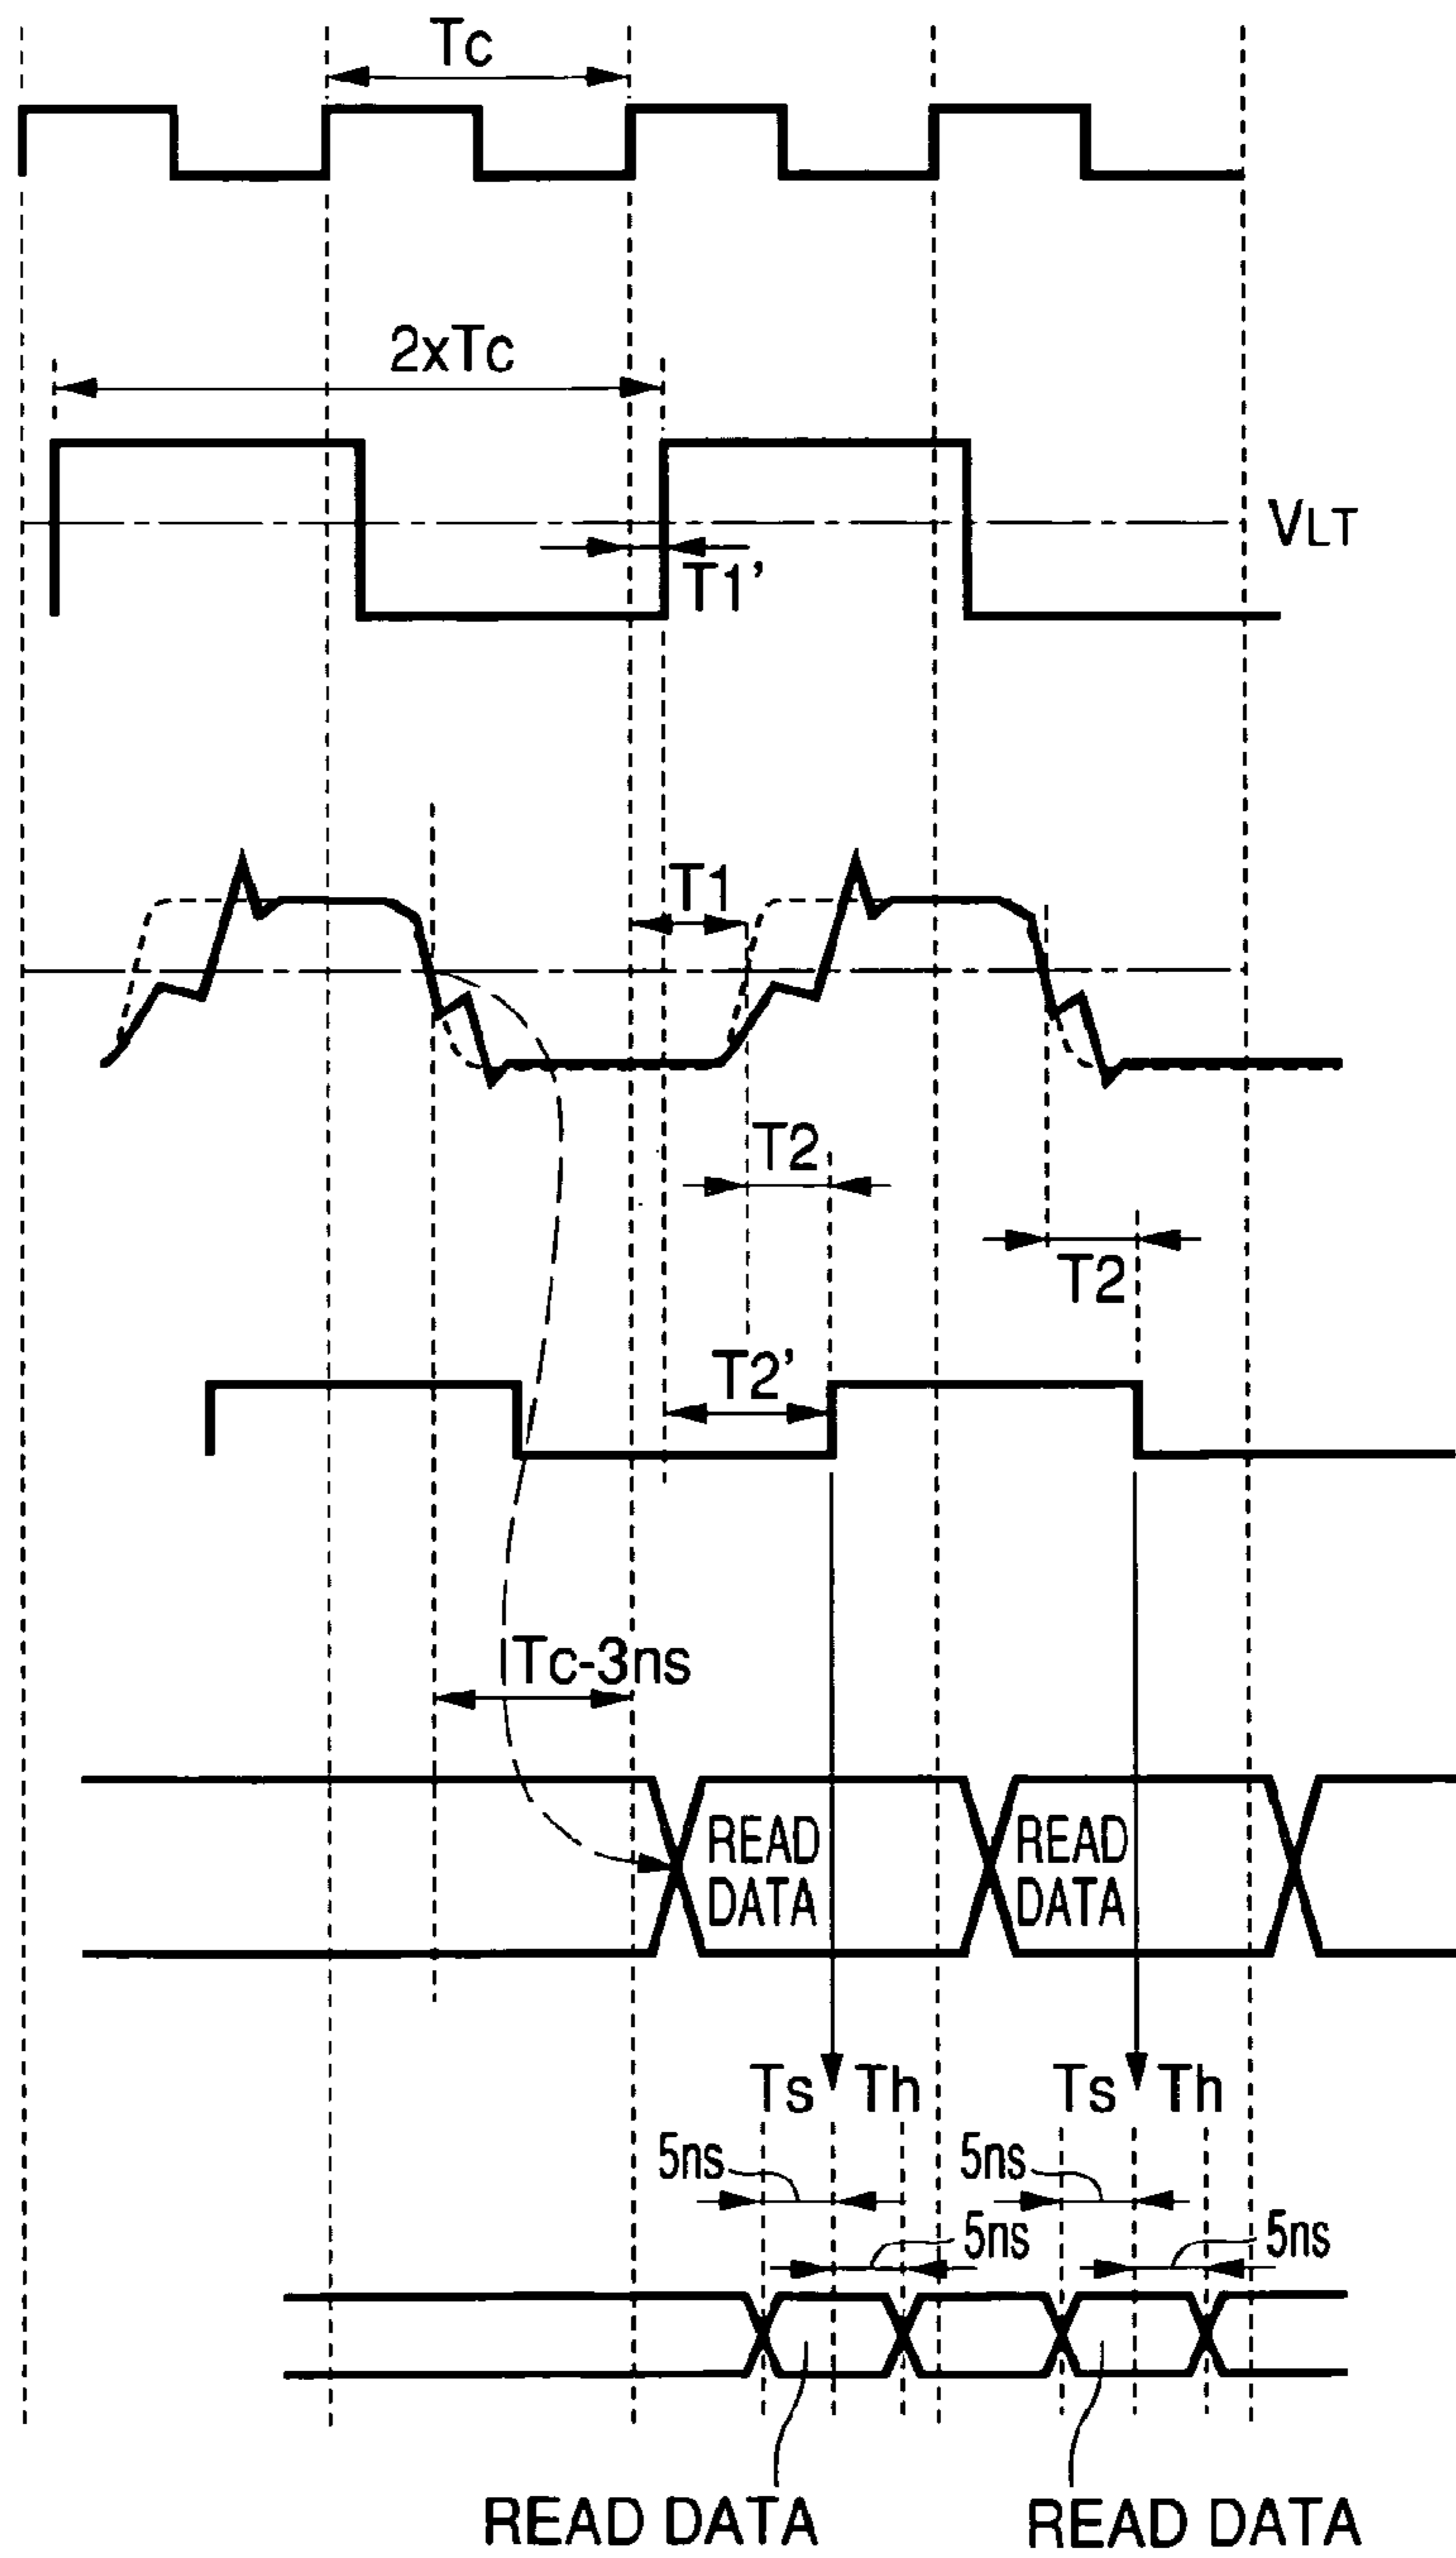 Tc
2xTc
VLT
T1'
T1
T2
T2
T2'
Tc-3ns
READ
DATA
READ
DATA
Ts Th
Ts Th
5ns
5ns
5ns
5ns
READ DATA
READ DATA